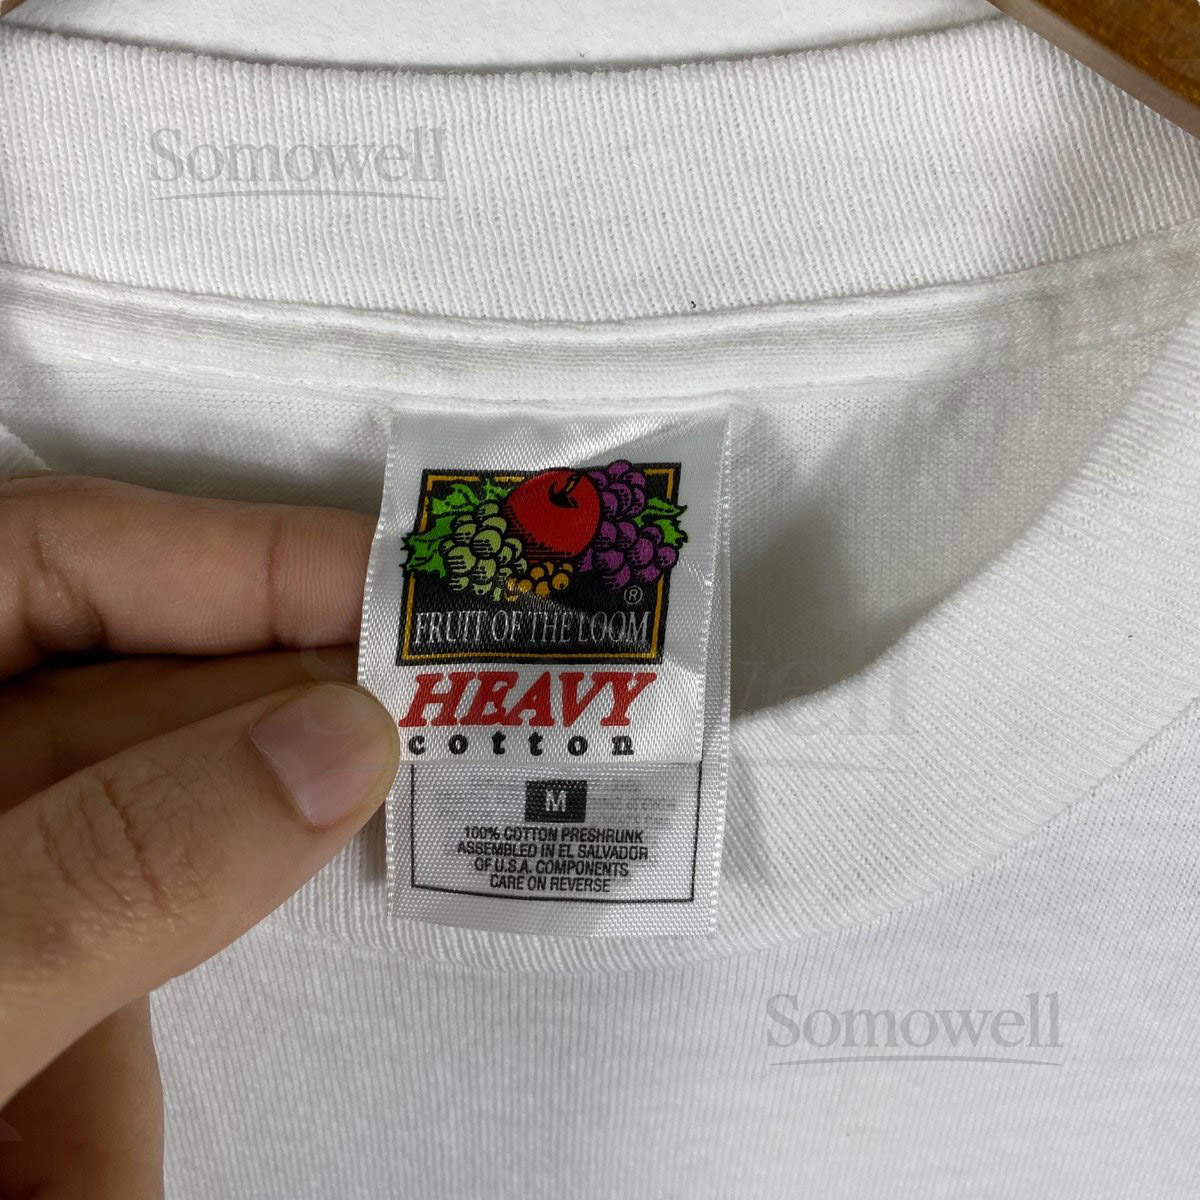 Somowell
®
FRUIT OF THE LOOM
HEAVY
cotton
M
100% COTTON PRESHRUNK
ASSEMBLED IN EL SALVADOR
OF U.S.A. COMPONENTS
CARE ON REVERSE
Somowell